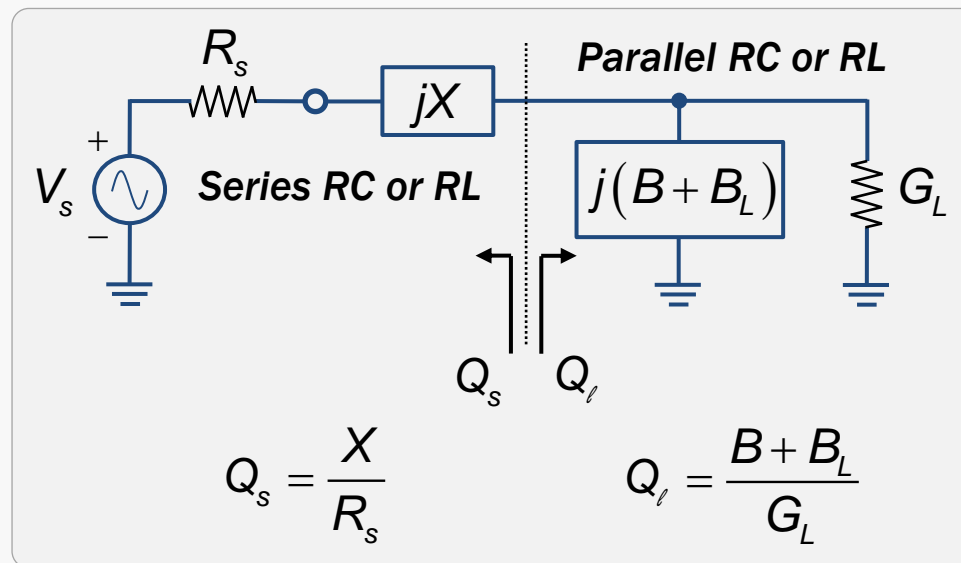 R_s
Parallel RC or RL
jX
+
V_s
Series RC or RL
j(B + B_L)
G_L
−
Q_s Q_ℓ
Q_s = X / R_s
Q_ℓ = B + B_L / G_L